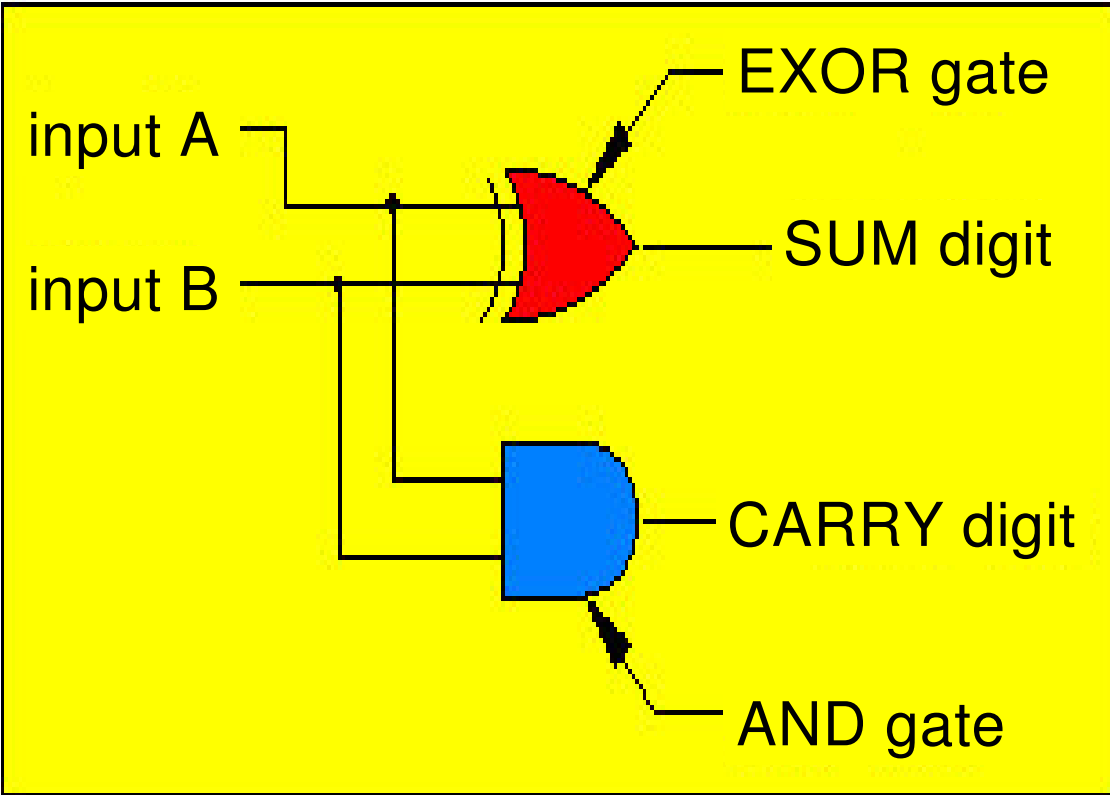 EXOR gate
input A
SUM digit
input B
CARRY digit
AND gate